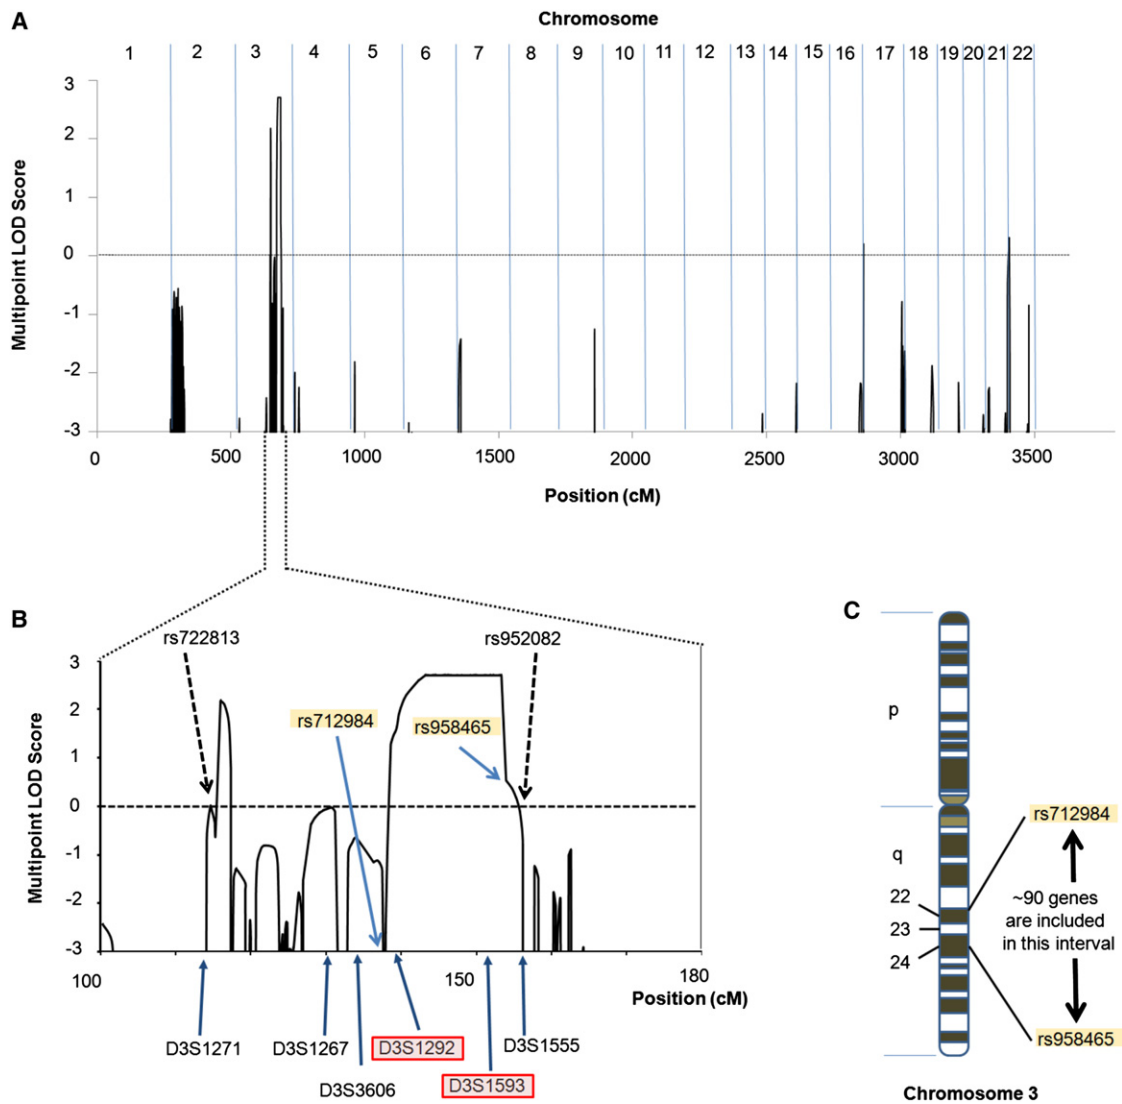 A
Chromosome
1 2 3 4 5 6 7 8 9 10 11 12 13 14 15 16 17 18 19 20 21 22
Multipoint LOD Score
3
2
1
0
-1
-2
-3
0 500 1000 1500 2000 2500 3000 3500
Position (cM)
B
rs722813 rs952082
Multipoint LOD Score
3
2
1
0
-1
-2
-3
rs712984 rs958465
100 150 180
Position (cM)
D3S1271 D3S1267 D3S1292 D3S1555
D3S3606 D3S1593
C
p
q
22
23
24
rs712984
~90 genes
are included
in this interval
rs958465
Chromosome 3